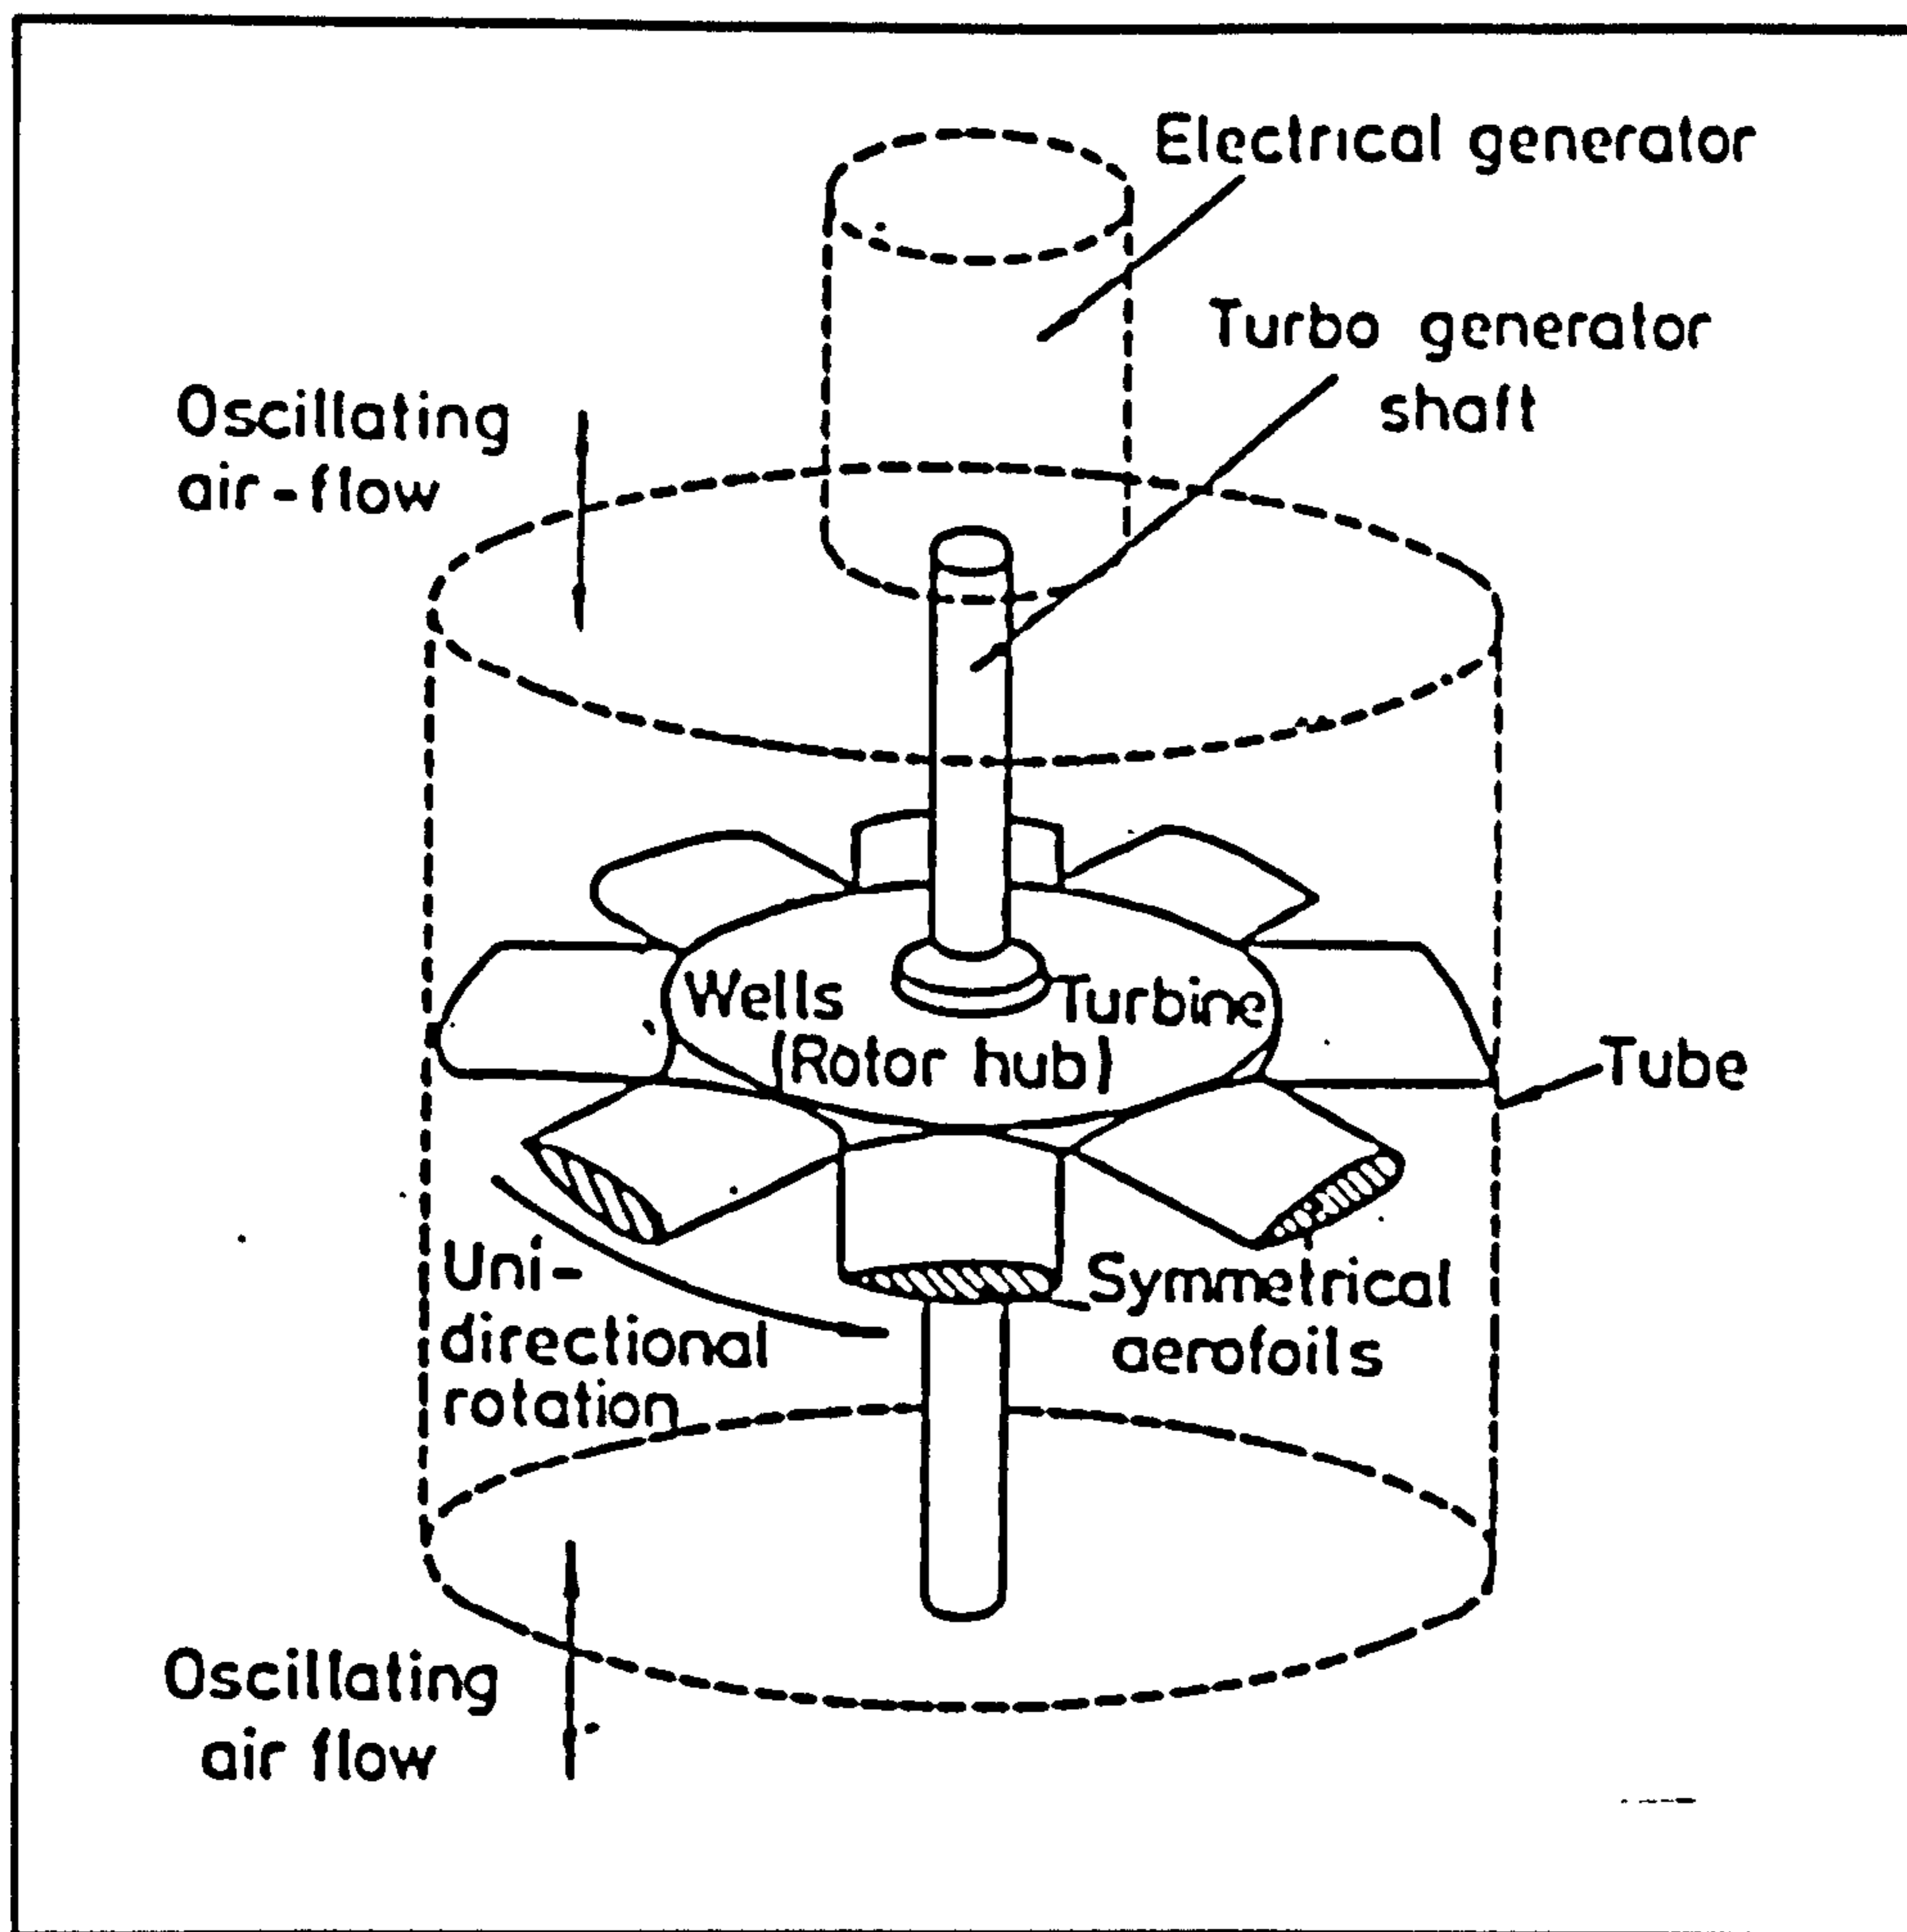 Electrical generator
Turbo generator
shaft
Oscillating
air-flow
Wells Turbine
(Rotor hub)
Tube
Uni-
directional
rotation
Symmetrical
aerofoils
Oscillating
air flow